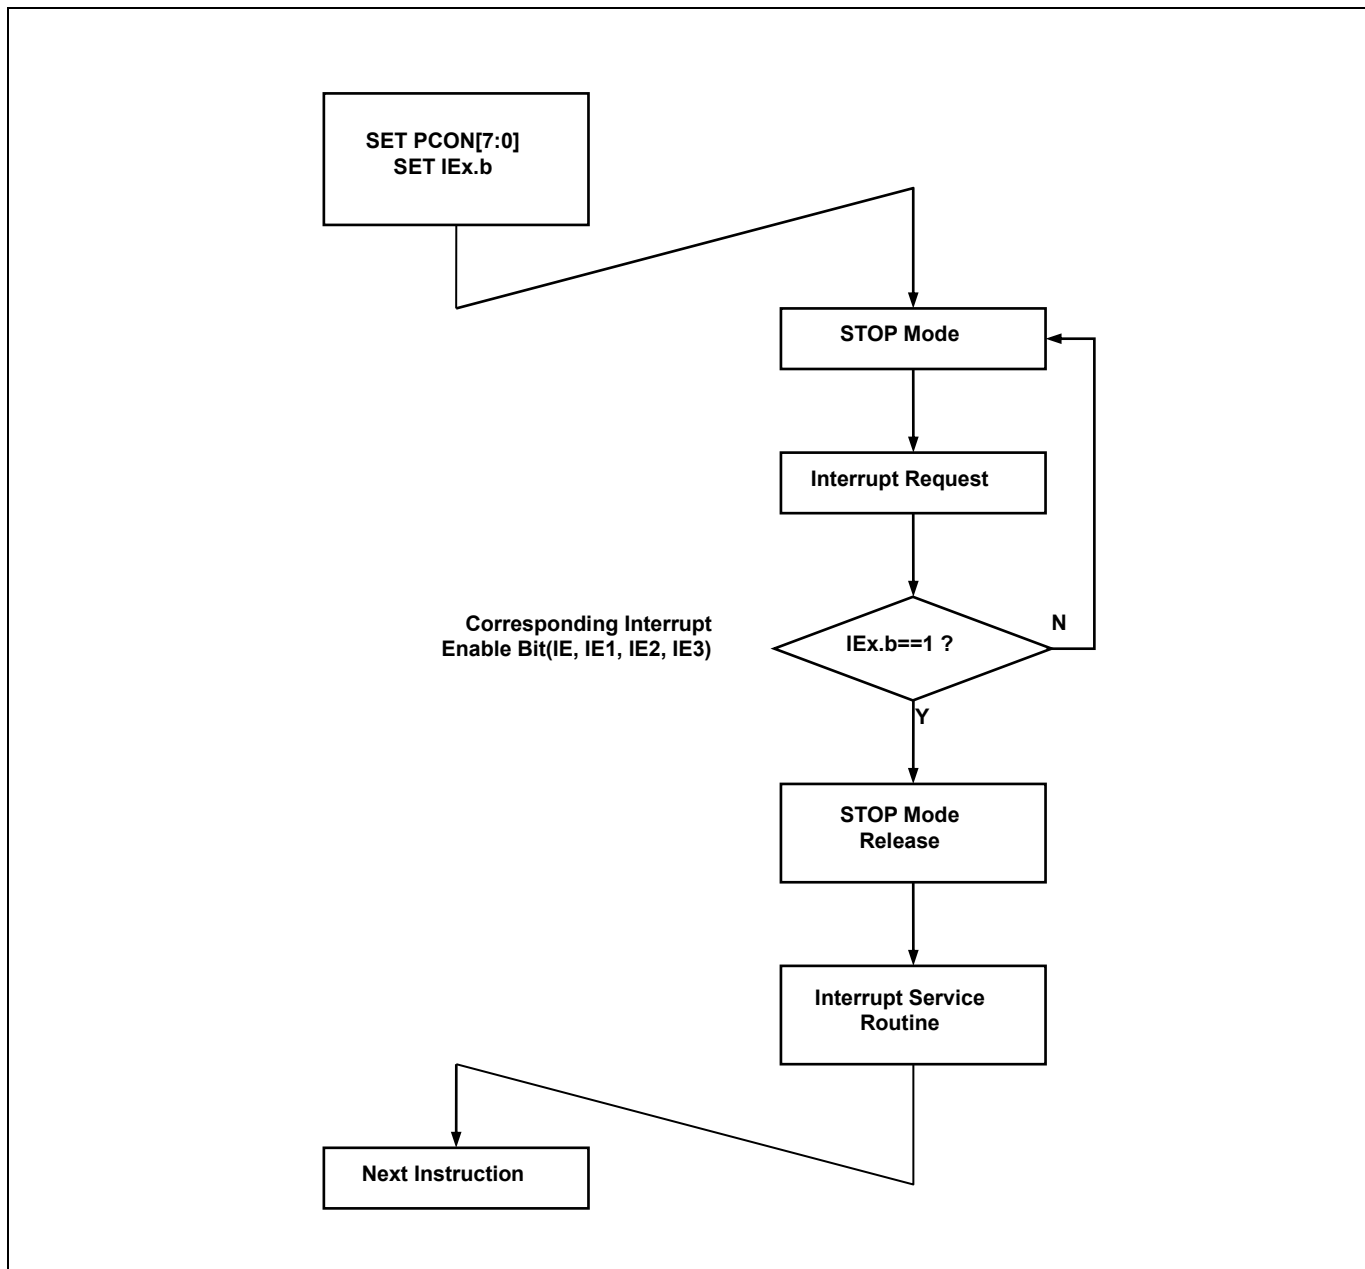 SET PCON[7:0]
SET IEx.b
STOP Mode
Interrupt Request
Corresponding Interrupt
Enable Bit(IE, IE1, IE2, IE3)
IEx.b==1 ?
N
Y
STOP Mode
Release
Interrupt Service
Routine
Next Instruction